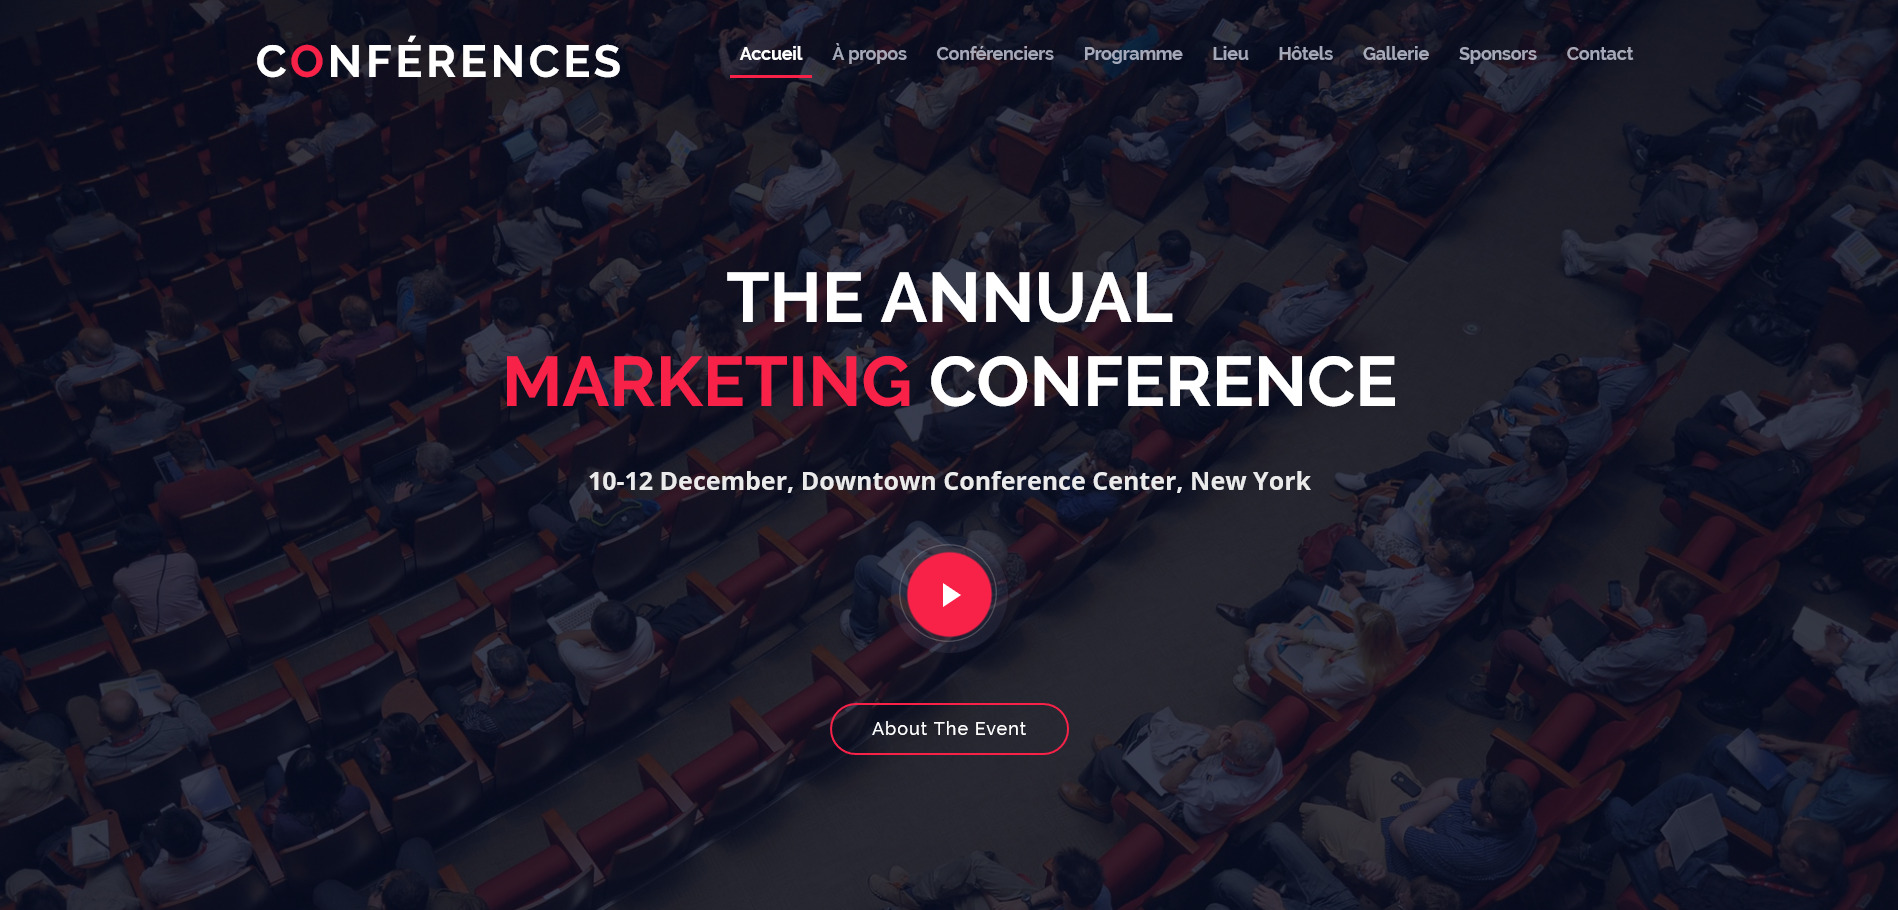 CONFÉRENCES
Accueil À propos Conférenciers Programme Lieu Hôtels Gallerie Sponsors Contact
THE ANNUAL
MARKETING CONFERENCE
10-12 December, Downtown Conference Center, New York
About The Event